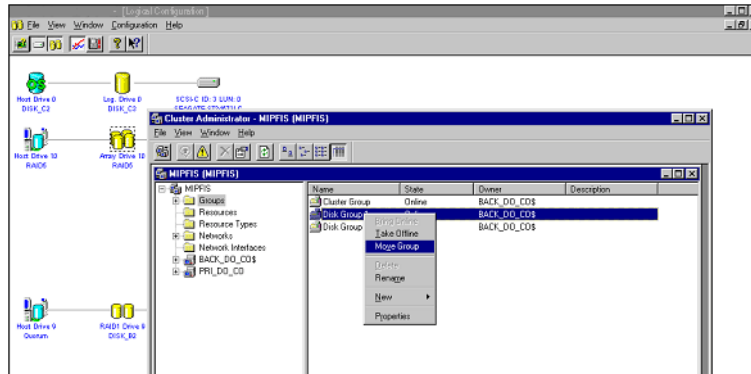 - [Logical Configuration]
File View Window Configuration Help
Host Drive 0
DISK_C2
Log. Drive 0
DISK_C3
SCSI-C ID: 3 LUN: 0
Host Drive 10
RAID5
Array Drive 10
RAID5
Host Drive 9
Quorum
RAID1 Drive 9
DISK_B2
Cluster Administrator - MIPFIS (MIPFIS)
File View Window Help
MIPFIS (MIPFIS)
MIPFIS
Groups
Resources
Resource Types
Networks
Network Interfaces
BACK_DO_CO$
PRI_DO_CO
Name State Owner Description
Cluster Group Online BACK_DO_CO$
Disk Group BACK_DO_CO$
Disk Group BACK_DO_CO$
Bring Online
Take Offline
Move Group
Delete
Rename
New
Properties